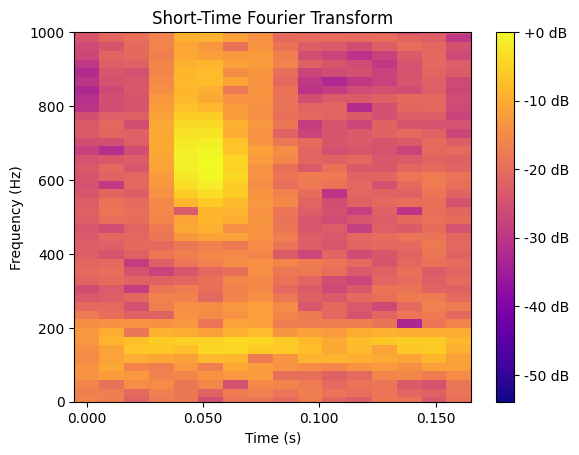 Short-Time Fourier Transform
1000
800
600
400
200
0
Frequency (Hz)
0.000
0.050
0.100
0.150
Time (s)
+0 dB
-10 dB
-20 dB
-30 dB
-40 dB
-50 dB